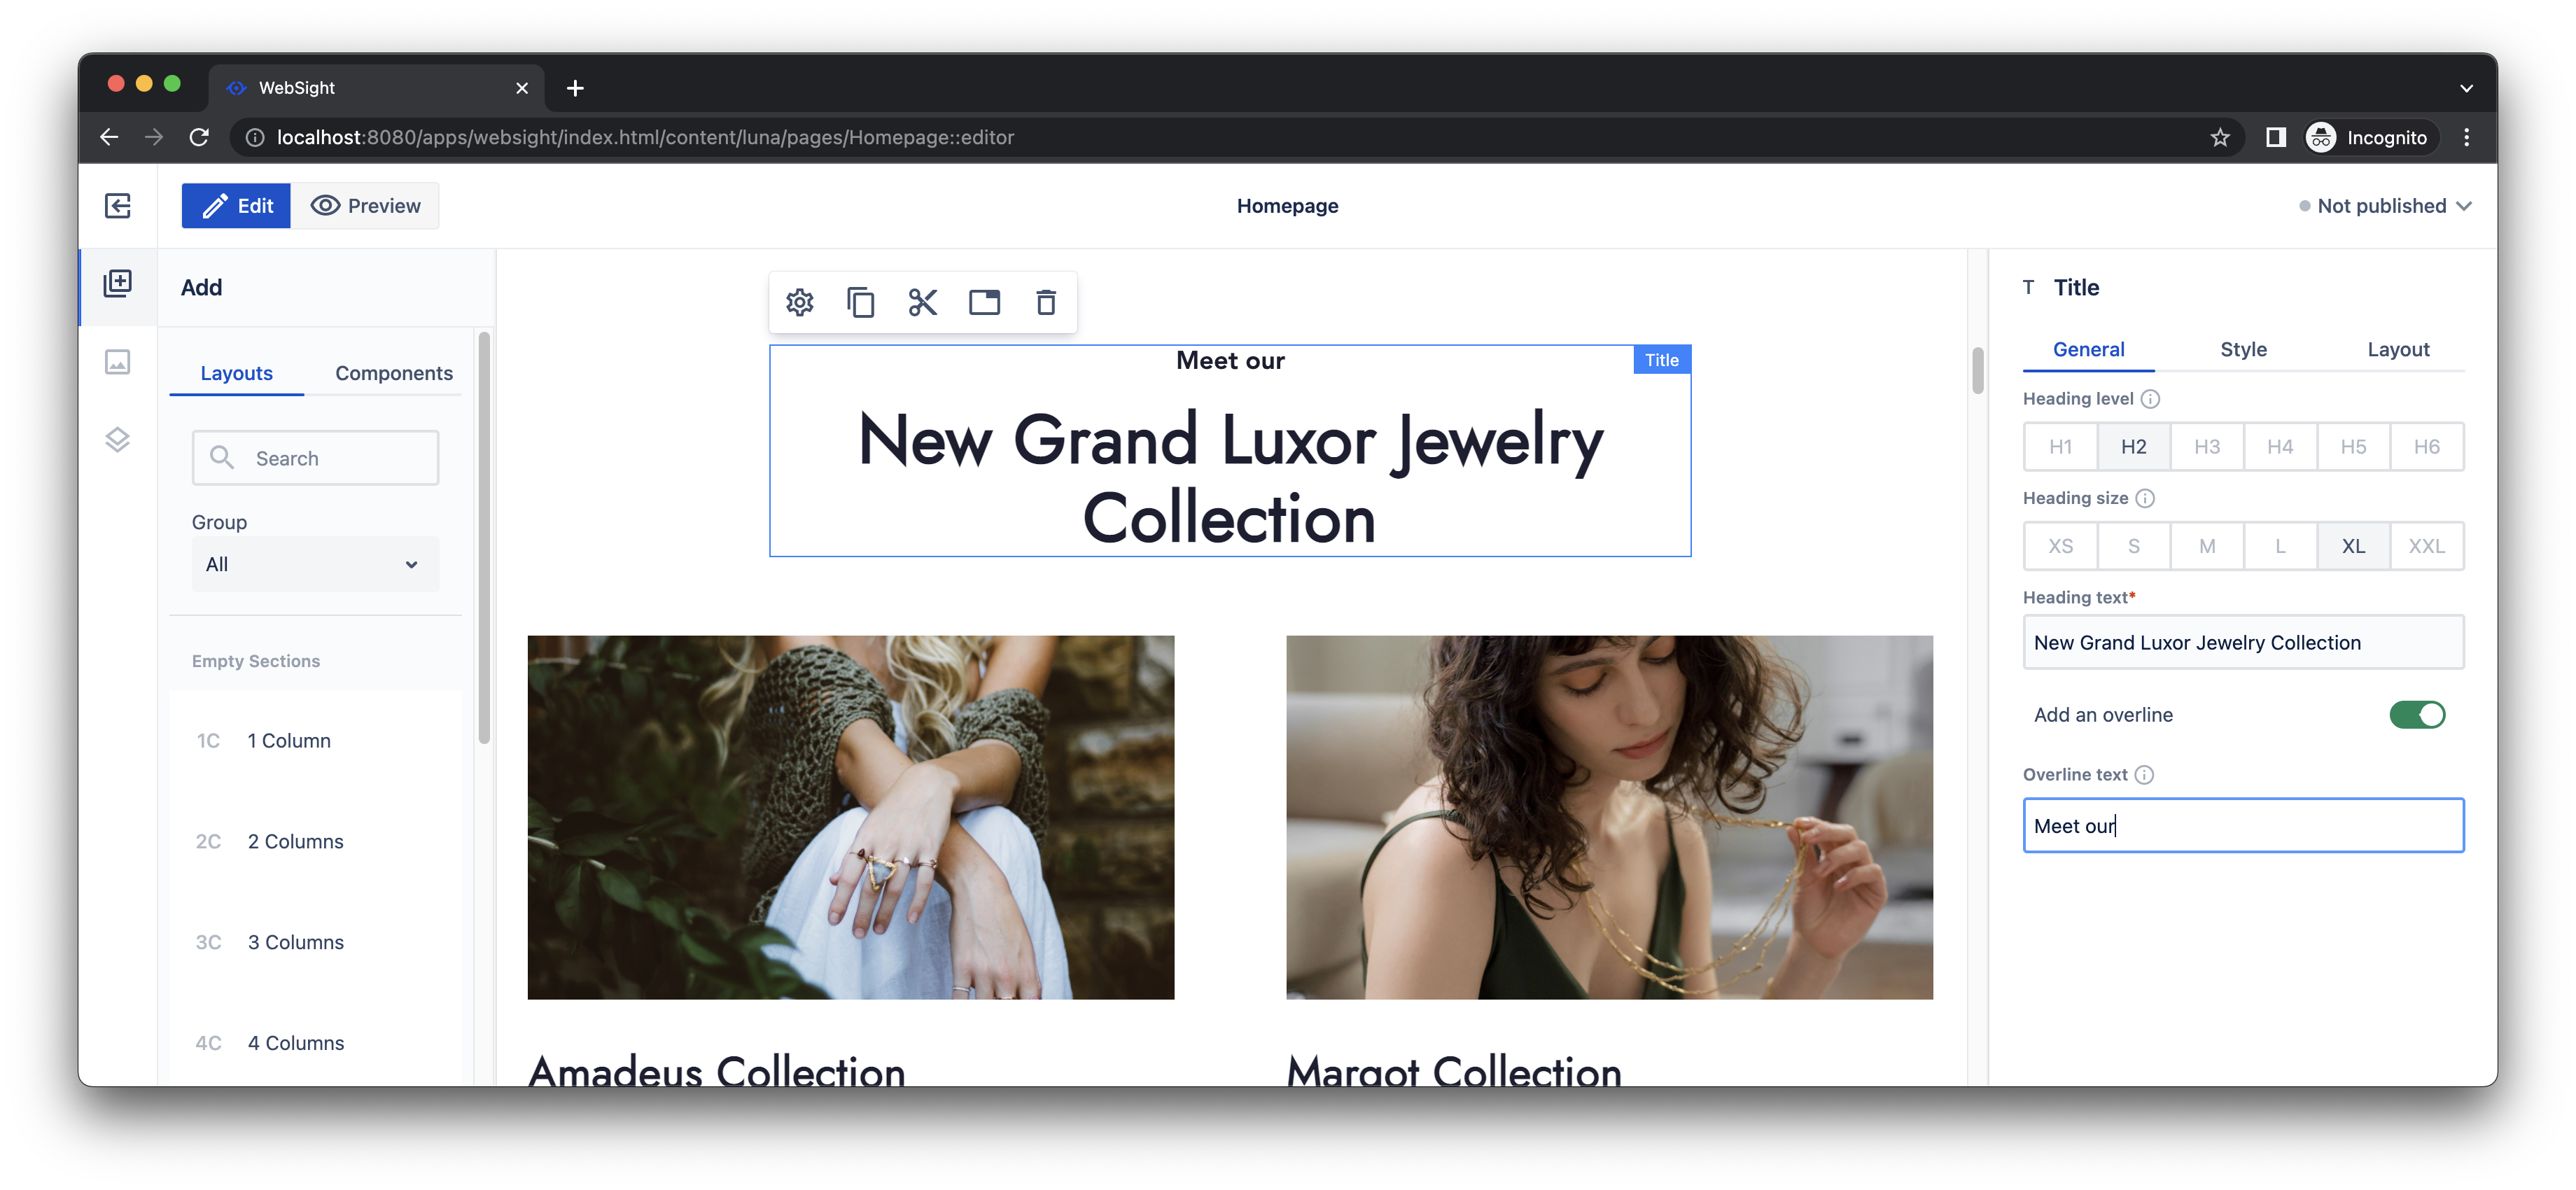 WebSight
localhost:8080/apps/websight/index.html/content/luna/pages/Homepage::editor
Incognito
Edit
Preview
Homepage
Not published
Add
Layouts
Components
Search
Group
All
Empty Sections
1C 1 Column
2C 2 Columns
3C 3 Columns
4C 4 Columns
Title
Meet our
New Grand Luxor Jewelry
Collection
Amadeus Collection
Margot Collection
T Title
General
Style
Layout
Heading level
H1 H2 H3 H4 H5 H6
Heading size
XS S M L XL XXL
Heading text*
New Grand Luxor Jewelry Collection
Add an overline
Overline text
Meet our